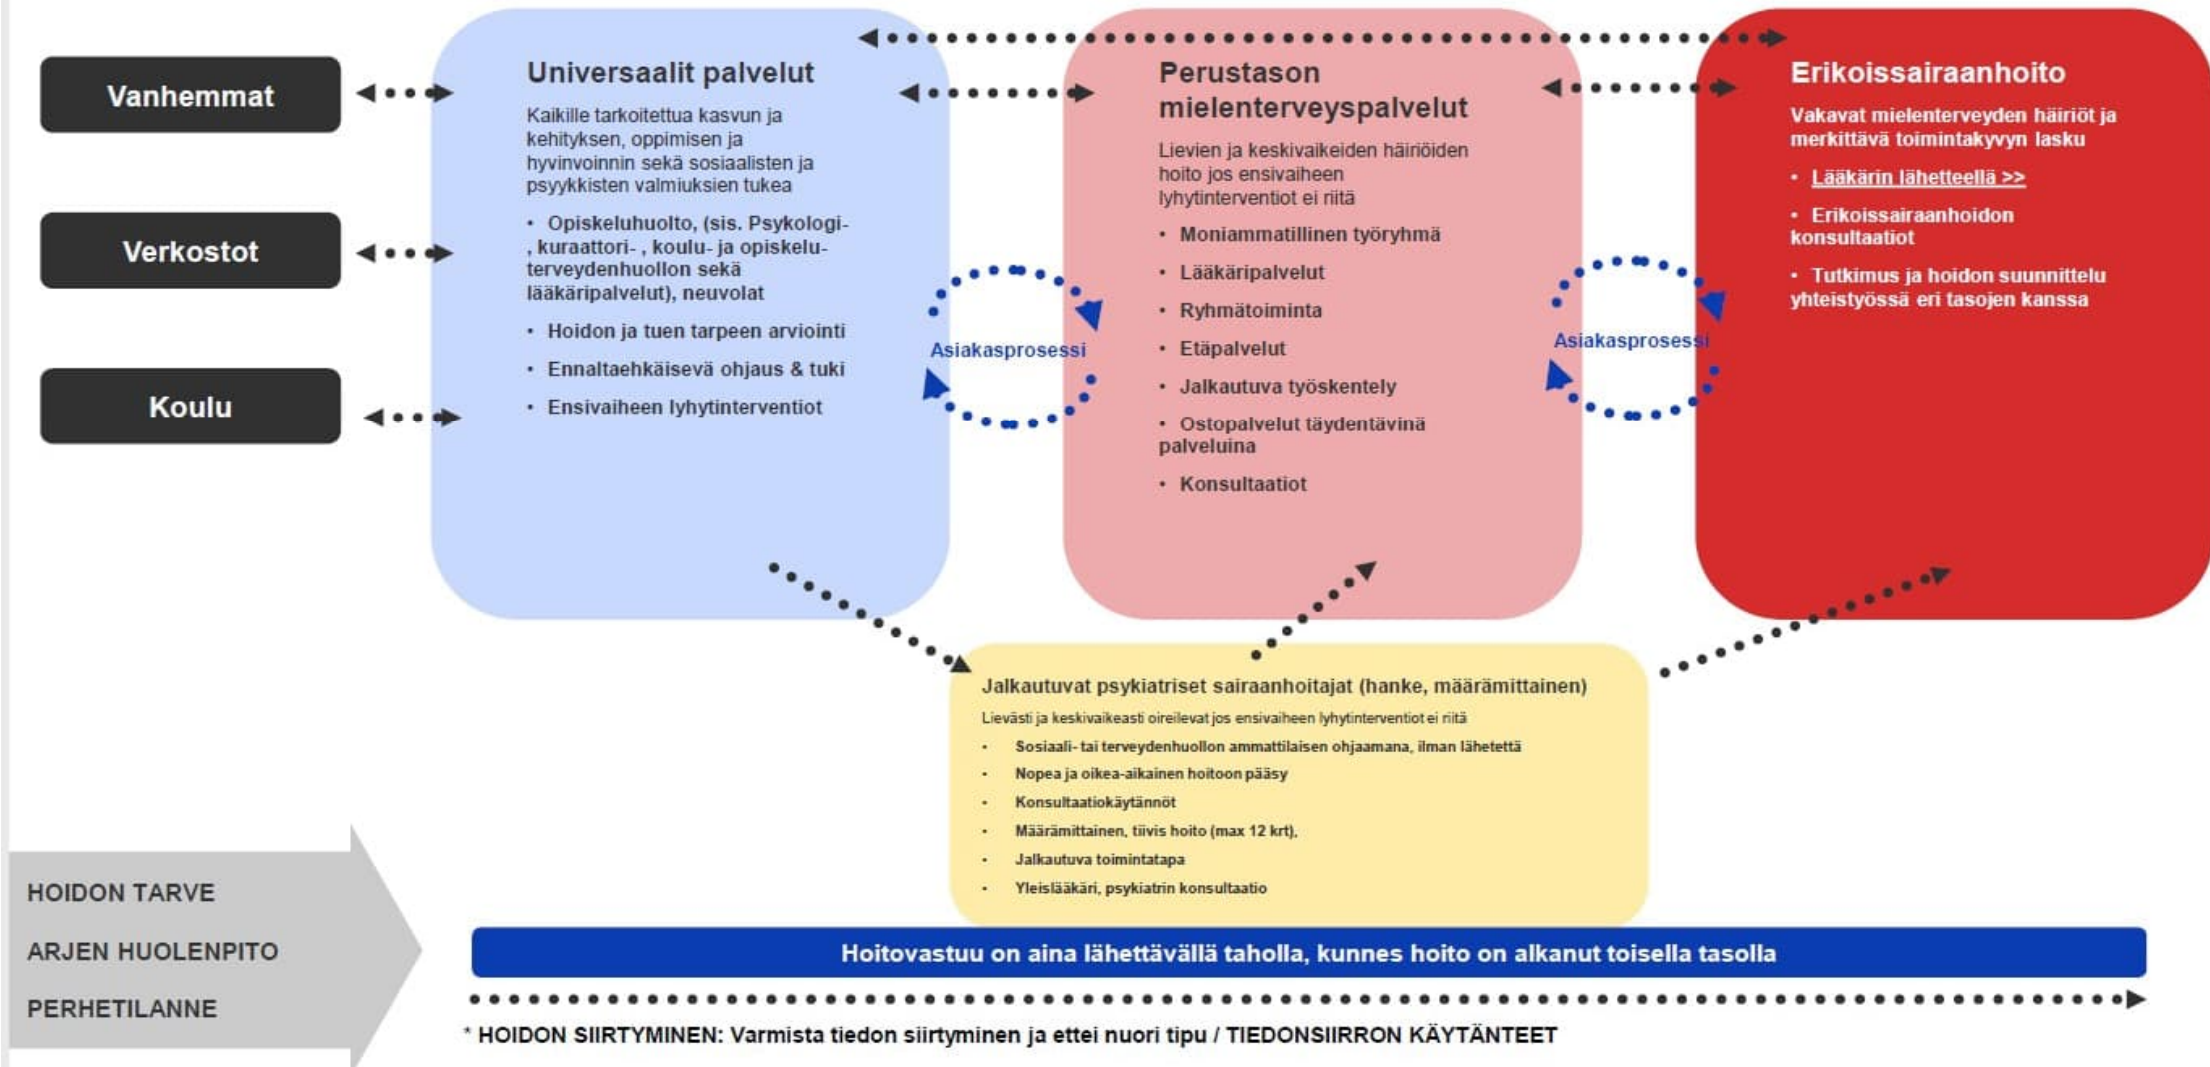 Vanhemmat
Verkostot
Koulu
Universaalit palvelut
Kaikille tarkoitettua kasvun ja
kehityksen, oppimisen ja
hyvinvoinnin sekä sosiaalisten ja
psyykkisten valmiuksien tukea
• Opiskeluhuolto, (sis. Psykologi-
, kuraattori- , koulu- ja opiskelu-
terveydenhuollon sekä
lääkäripalvelut), neuvolat
• Hoidon ja tuen tarpeen arviointi
• Ennaltaehkäisevä ohjaus & tuki
• Ensivaiheen lyhytinterventiot
Asiakasprosessi
Perustason
mielenterveyspalvelut
Lievien ja keskivaikeiden häiriöiden
hoito jos ensivaiheen
lyhytinterventiot ei riitä
• Moniammatillinen työryhmä
• Lääkäripalvelut
• Ryhmätoiminta
• Etäpalvelut
• Jalkautuva työskentely
• Ostopalvelut täydentävinä
palveluina
• Konsultaatiot
Asiakasprosessi
Erikoissairaanhoito
Vakavat mielenterveyden häiriöt ja
merkittävä toimintakyvyn lasku
• Lääkärin lähetteellä >>
• Erikoissairaanhoidon
konsultaatiot
• Tutkimus ja hoidon suunnittelu
yhteistyössä eri tasojen kanssa
Jalkautuvat psykiatriset sairaanhoitajat (hanke, määrämittainen)
Lievästi ja keskivaikeasti oireilevat jos ensivaiheen lyhytinterventiot ei riitä
• Sosiaali- tai terveydenhuollon ammattilaisen ohjaamana, ilman lähetettä
• Nopea ja oikea-aikainen hoitoon pääsy
• Konsultaatiokäytännöt
• Määrämittainen, tiivis hoito (max 12 krt),
• Jalkautuva toimintatapa
• Yleislääkäri, psykiatrin konsultaatio
HOIDON TARVE
ARJEN HUOLENPITO
PERHETILANNE
Hoitovastuu on aina lähettävällä taholla, kunnes hoito on alkanut toisella tasolla
* HOIDON SIIRTYMINEN: Varmista tiedon siirtyminen ja ettei nuori tipu / TIEDONSIIRRON KÄYTÄNTEET